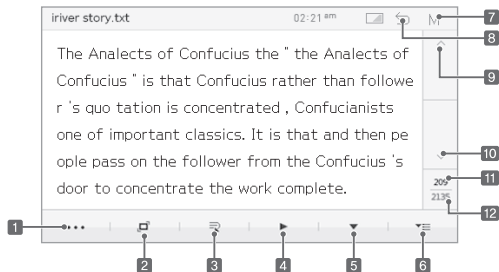 iriver story.txt 02:21 am M 7
8
The Analects of Confucius the " the Analects of
9
Confucius " is that Confucius rather than followe
r 's quo tation is concentrated , Confucianists
one of important classics. It is that and then pe
10
ople pass on the follower from the Confucius 's
209 11
door to concentrate the work complete.
2135 12
1 2 3 4 5 6